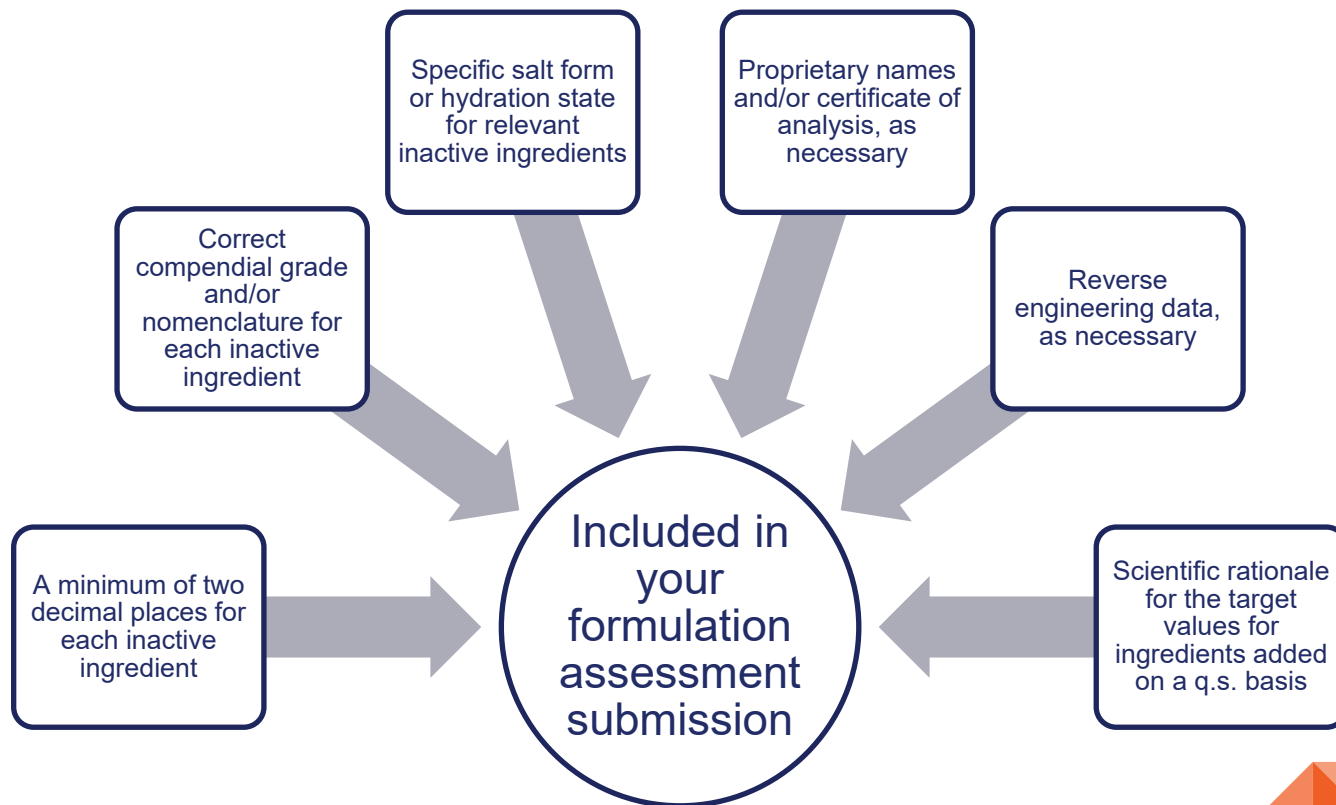 Specific salt form
or hydration state
for relevant
inactive ingredients
Proprietary names
and/or certificate of
analysis, as
necessary
Correct
compendial grade
and/or
nomenclature for
each inactive
ingredient
Reverse
engineering data,
as necessary
A minimum of two
decimal places for
each inactive
ingredient
Included in
your
formulation
assessment
submission
Scientific rationale
for the target
values for
ingredients added
on a q.s. basis